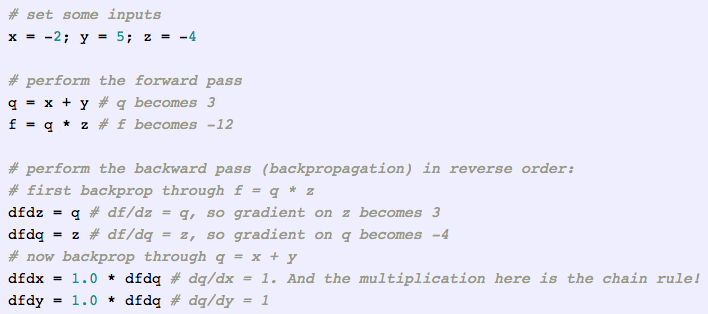 # set some inputs
x = -2; y = 5; z = -4
# perform the forward pass
q = x + y # q becomes 3
f = q * z # f becomes -12
# perform the backward pass (backpropagation) in reverse order:
# first backprop through f = q * z
dfdz = q # df/dz = q, so gradient on z becomes 3
dfdq = z # df/dq = z, so gradient on q becomes -4
# now backprop through q = x + y
dfdx = 1.0 * dfdq # dq/dx = 1. And the multiplication here is the chain rule!
dfdy = 1.0 * dfdq # dq/dy = 1